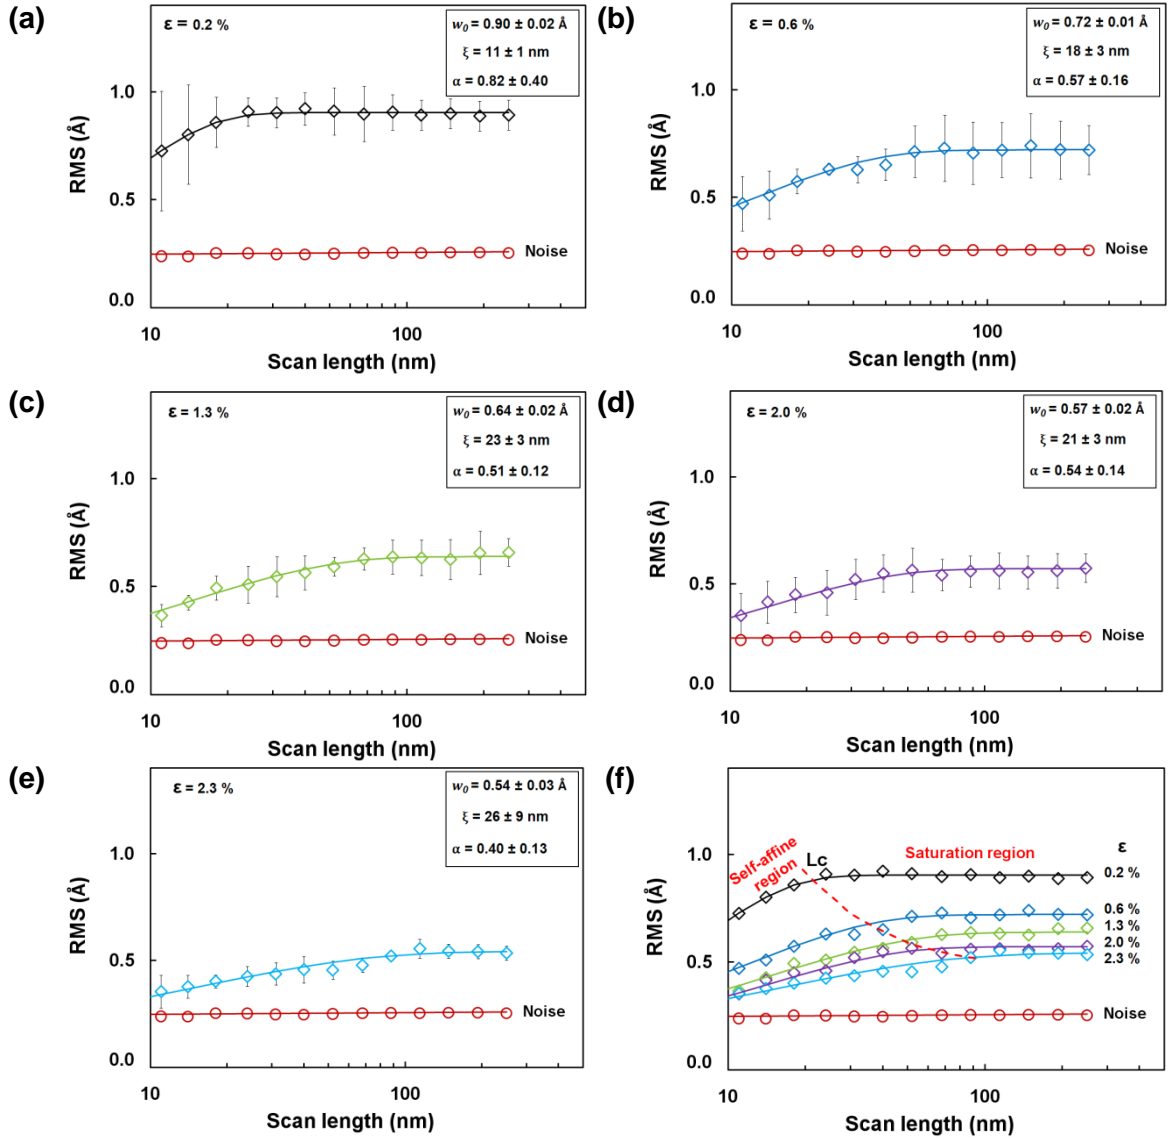 (a)
ε = 0.2 %
w0 = 0.90 ± 0.02 Å
ξ = 11 ± 1 nm
α = 0.82 ± 0.40
1.0
0.5
0.0
RMS (Å)
Noise
10
100
Scan length (nm)
(b)
ε = 0.6 %
w0 = 0.72 ± 0.01 Å
ξ = 18 ± 3 nm
α = 0.57 ± 0.16
1.0
0.5
0.0
RMS (Å)
Noise
10
100
Scan length (nm)
(c)
ε = 1.3 %
w0 = 0.64 ± 0.02 Å
ξ = 23 ± 3 nm
α = 0.51 ± 0.12
1.0
0.5
0.0
RMS (Å)
Noise
10
100
Scan length (nm)
(d)
ε = 2.0 %
w0 = 0.57 ± 0.02 Å
ξ = 21 ± 3 nm
α = 0.54 ± 0.14
1.0
0.5
0.0
RMS (Å)
Noise
10
100
Scan length (nm)
(e)
ε = 2.3 %
w0 = 0.54 ± 0.03 Å
ξ = 26 ± 9 nm
α = 0.40 ± 0.13
1.0
0.5
0.0
RMS (Å)
Noise
10
100
Scan length (nm)
(f)
Self-affine
region
Lc
Saturation region
ε
0.2 %
0.6 %
1.3 %
2.0 %
2.3 %
1.0
0.5
0.0
RMS (Å)
Noise
10
100
Scan length (nm)